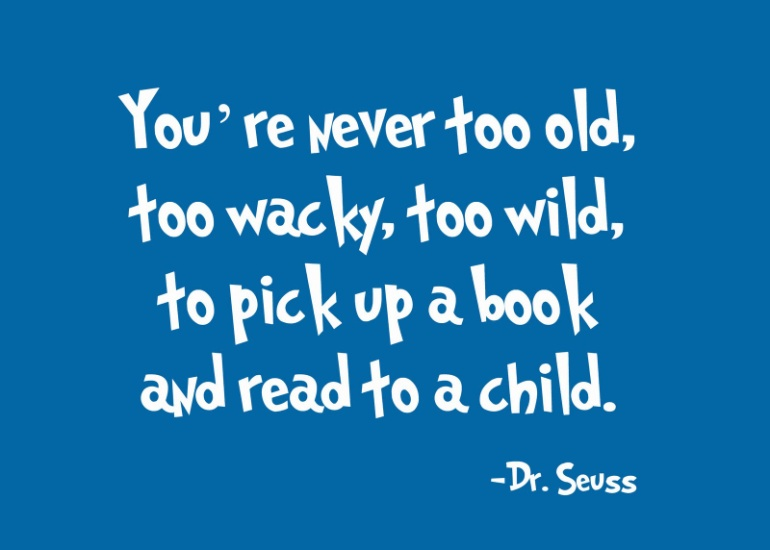 You're never too old,
too wacky, too wild,
to pick up a book
and read to a child.
-Dr. Seuss